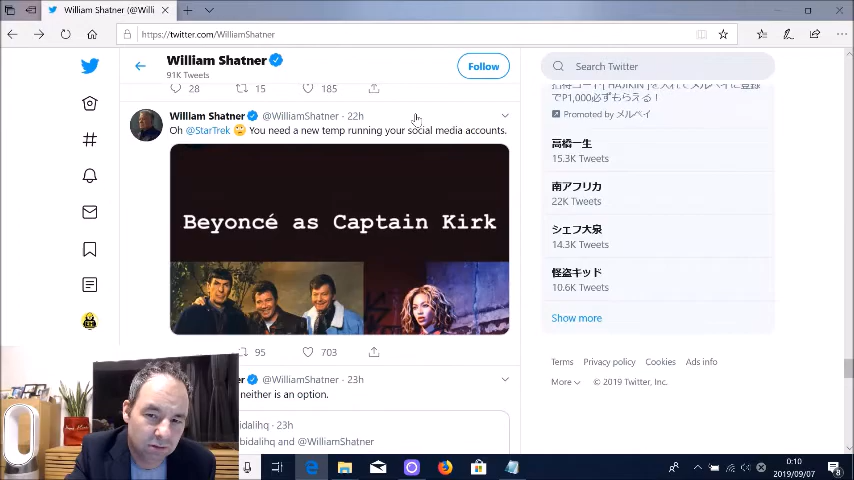 William Shatner (@Willi
https://twitter.com/WilliamShatner
William Shatner
91K Tweets
Follow
28
15
185
William Shatner @WilliamShatner · 22h
Oh @StarTrek 🙄 You need a new temp running your social media accounts.
Beyoncé as Captain Kirk
95
703
@WilliamShatner · 23h
neither is an option.
bidalihq · 23h
bidalihq and @WilliamShatner
Search Twitter
で₱1,000必ずもらえる！
Promoted by メルペイ
高橋一生
15.3K Tweets
南アフリカ
22K Tweets
シェフ大泉
14.3K Tweets
怪盗キッド
10.6K Tweets
Show more
Terms Privacy policy Cookies Ads info
More © 2019 Twitter, Inc.
0:10
2019/09/07